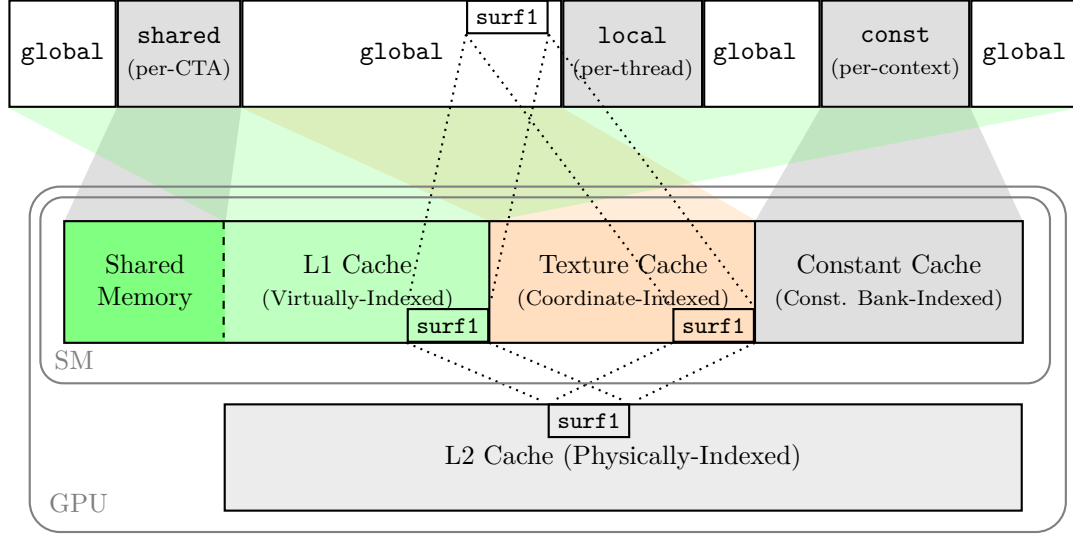 surf1
global
shared
(per-CTA)
global
local
(per-thread)
global
const
(per-context)
global
Shared
Memory
L1 Cache
(Virtually-Indexed)
surf1
Texture Cache
(Coordinate-Indexed)
surf1
Constant Cache
(Const. Bank-Indexed)
SM
surf1
L2 Cache (Physically-Indexed)
GPU